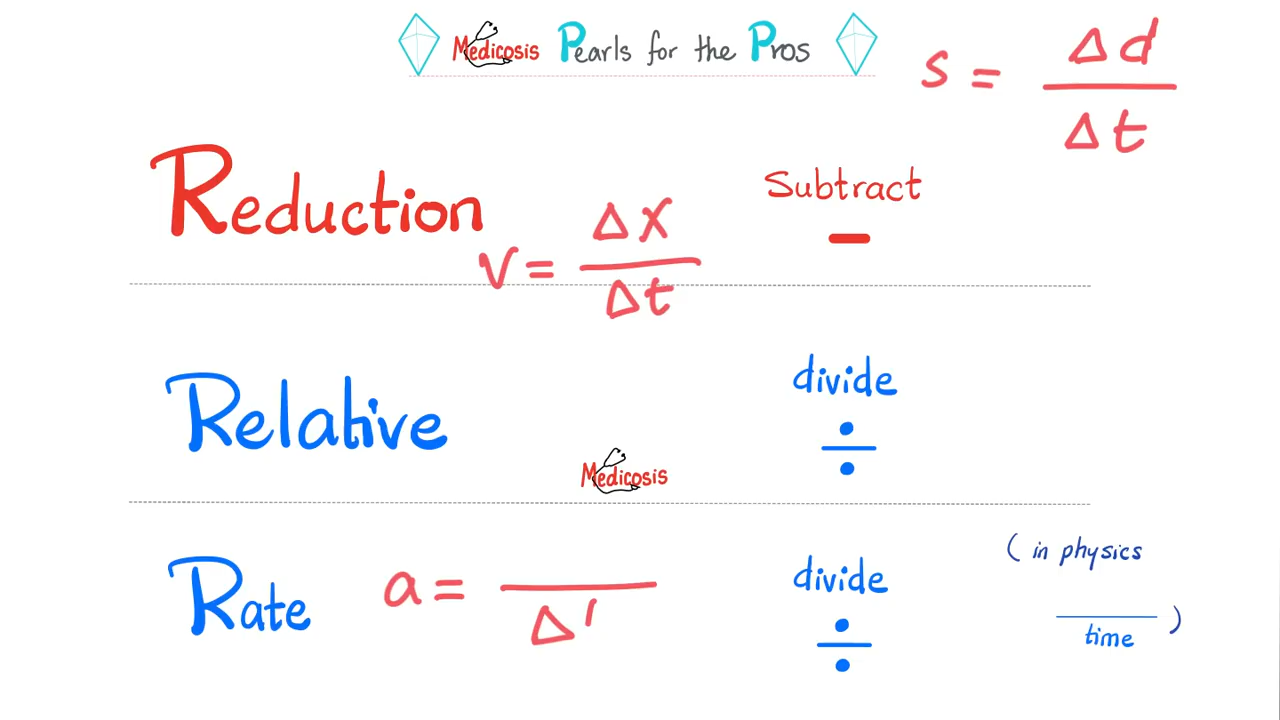 Medicosis Pearls for the Pros
s = Δd / Δt
Reduction
Subtract
−
v = Δx / Δt
Relative
divide
÷
Medicosis
Rate
a = Δ
divide
÷
( in physics
time )